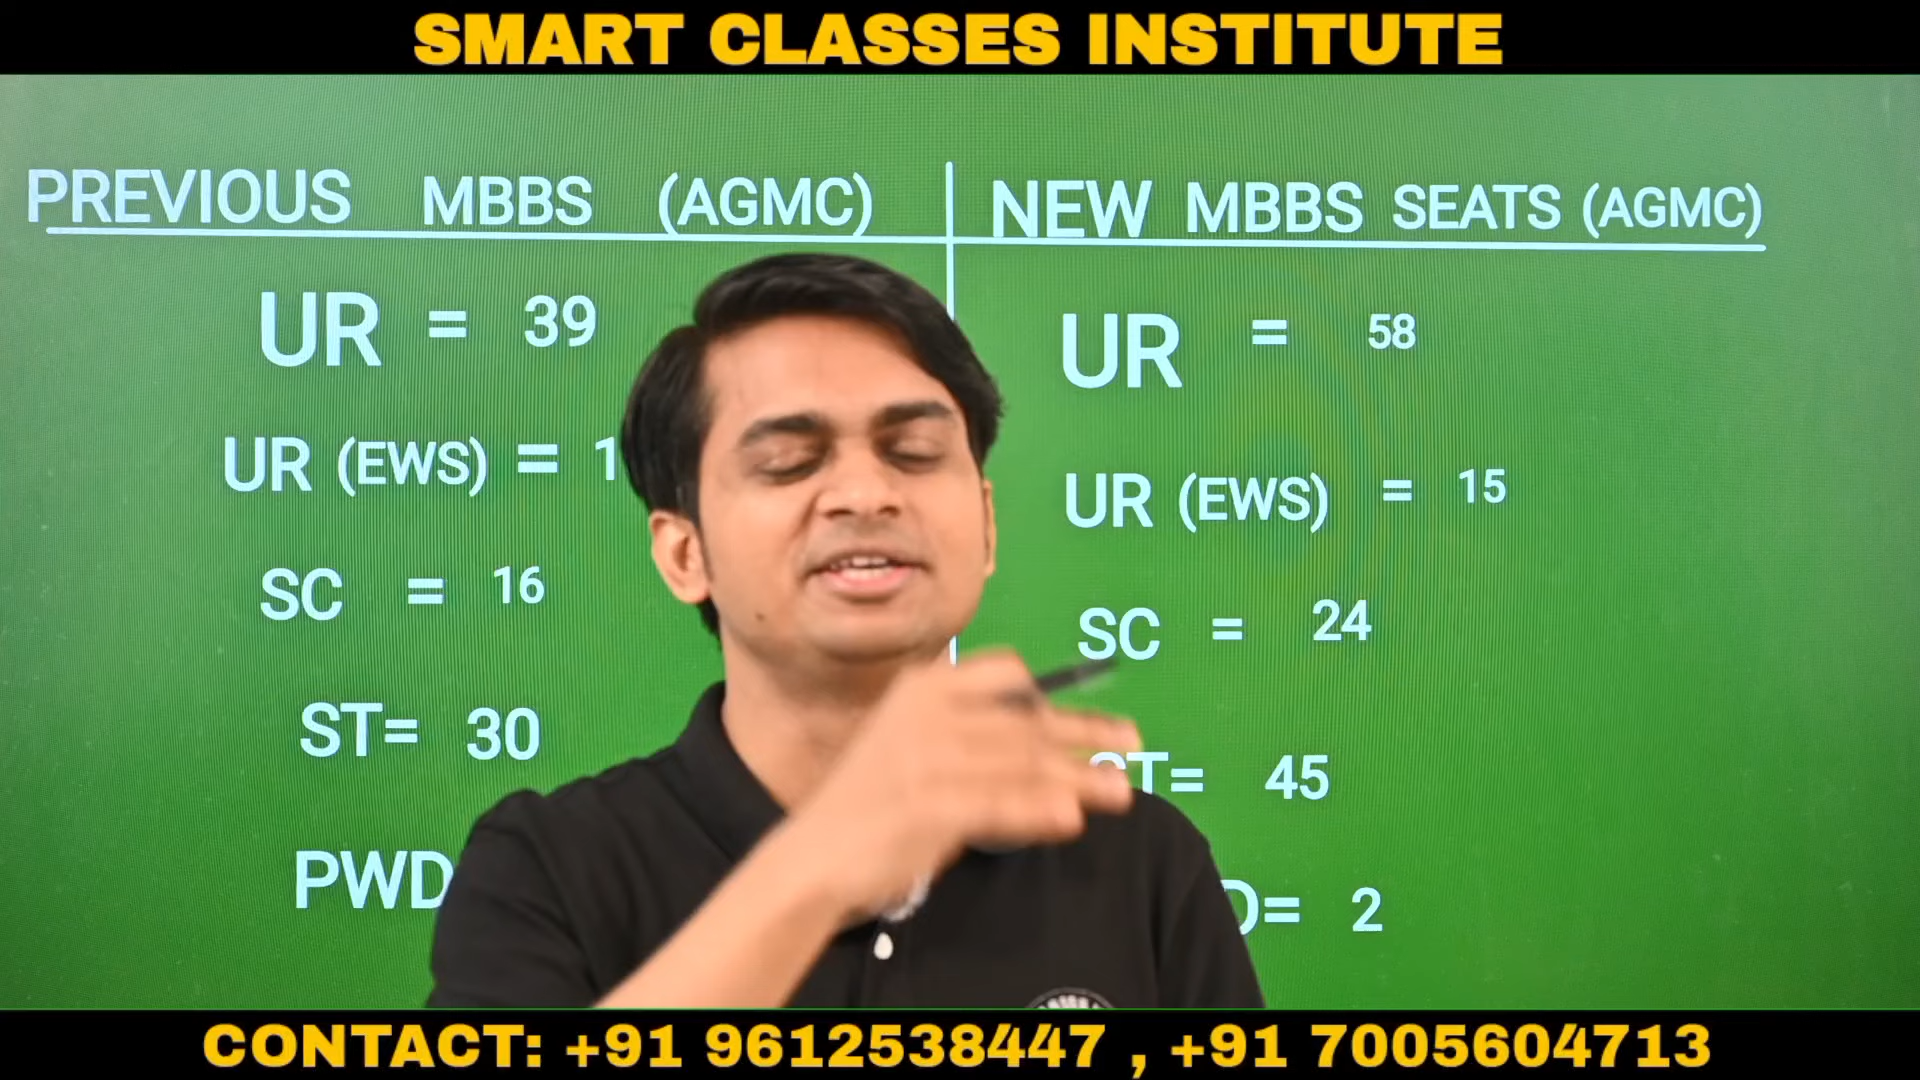 SMART CLASSES INSTITUTE
PREVIOUS MBBS (AGMC)
UR = 39
UR (EWS) = 1
SC = 16
ST= 30
PWD
NEW MBBS SEATS (AGMC)
UR = 58
UR (EWS) = 15
SC = 24
ST= 45
D= 2
CONTACT: +91 9612538447 , +91 7005604713